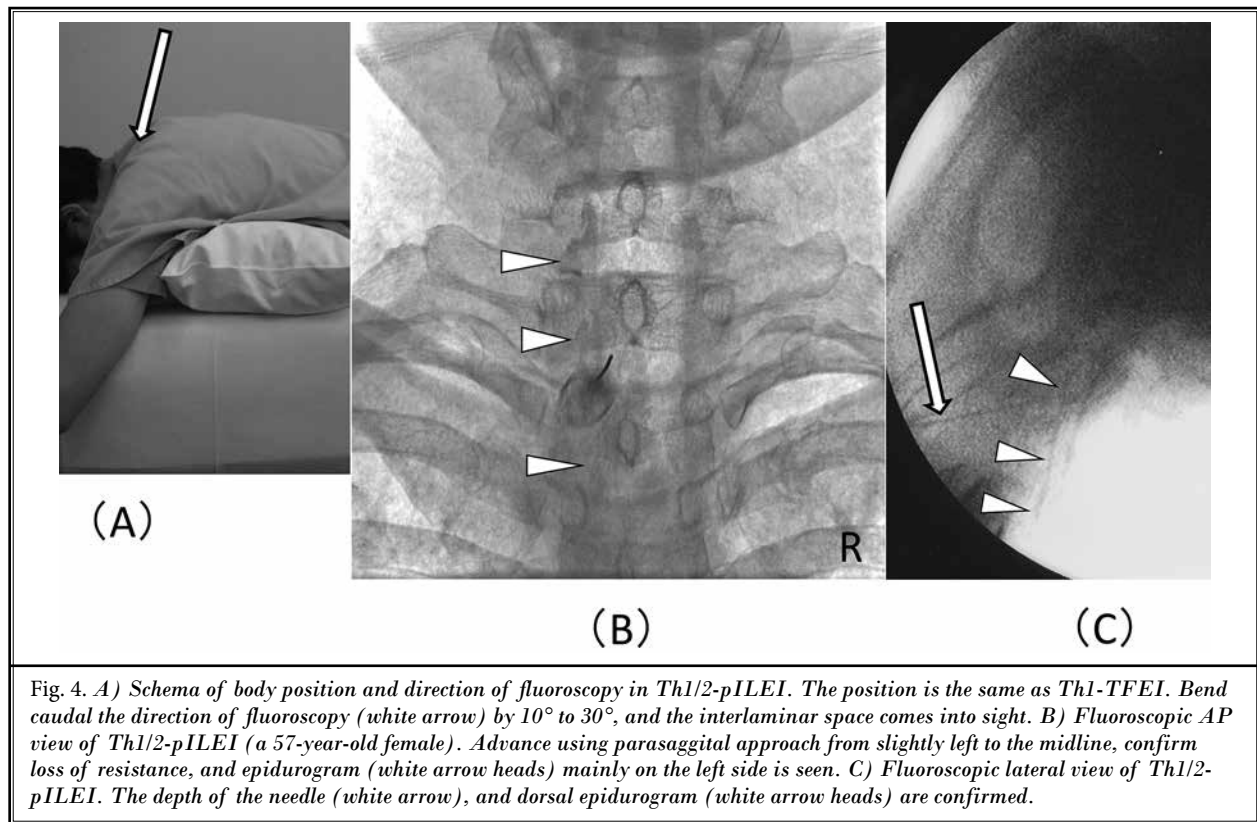 R
(A)
(B)
(C)
Fig. 4. A) Schema of body position and direction of fluoroscopy in Th1/2-pILEI. The position is the same as Th1-TFEI. Bend
caudal the direction of fluoroscopy (white arrow) by 10° to 30°, and the interlaminar space comes into sight. B) Fluoroscopic AP
view of Th1/2-pILEI (a 57-year-old female). Advance using parasaggital approach from slightly left to the midline, confirm
loss of resistance, and epidurogram (white arrow heads) mainly on the left side is seen. C) Fluoroscopic lateral view of Th1/2-
pILEI. The depth of the needle (white arrow), and dorsal epidurogram (white arrow heads) are confirmed.